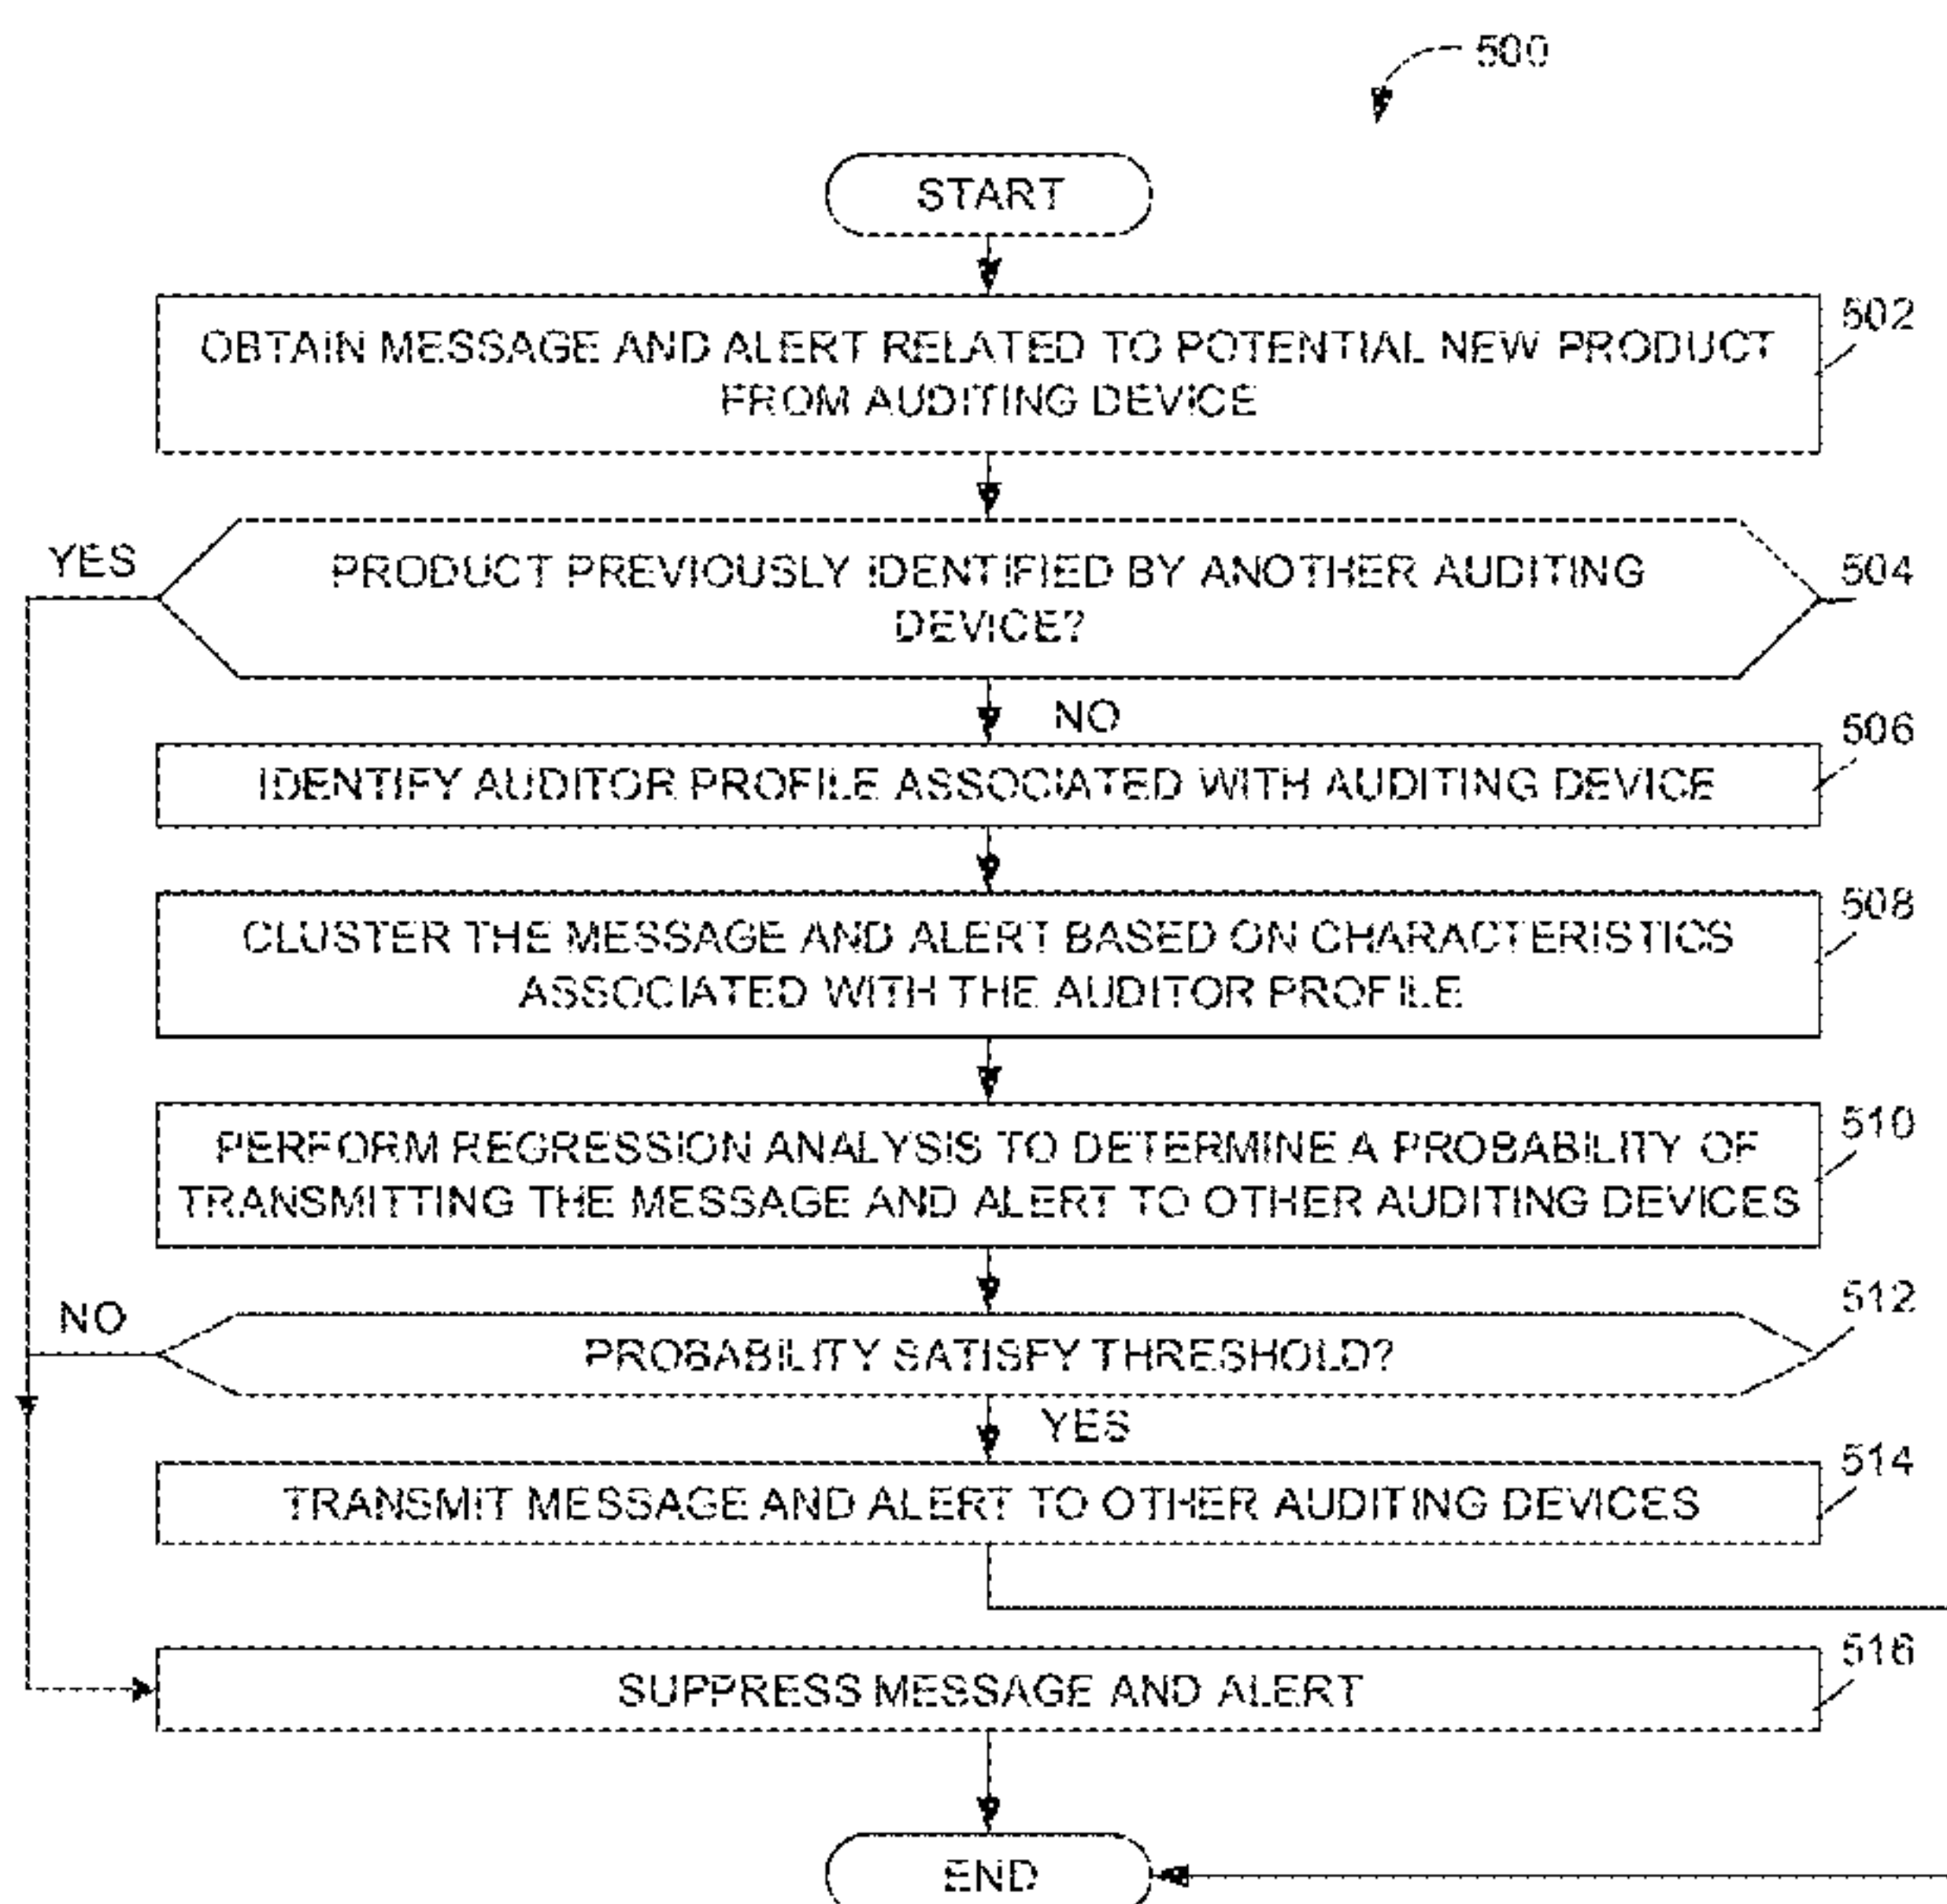 500
START
502
OBTAIN MESSAGE AND ALERT RELATED TO POTENTIAL NEW PRODUCT
FROM AUDITING DEVICE
YES
504
PRODUCT PREVIOUSLY IDENTIFIED BY ANOTHER AUDITING
DEVICE?
NO
506
IDENTIFY AUDITOR PROFILE ASSOCIATED WITH AUDITING DEVICE
508
CLUSTER THE MESSAGE AND ALERT BASED ON CHARACTERISTICS
ASSOCIATED WITH THE AUDITOR PROFILE
510
PERFORM REGRESSION ANALYSIS TO DETERMINE A PROBABILITY OF
TRANSMITTING THE MESSAGE AND ALERT TO OTHER AUDITING DEVICES
512
NO
PROBABILITY SATISFY THRESHOLD?
YES
514
TRANSMIT MESSAGE AND ALERT TO OTHER AUDITING DEVICES
516
SUPPRESS MESSAGE AND ALERT
END